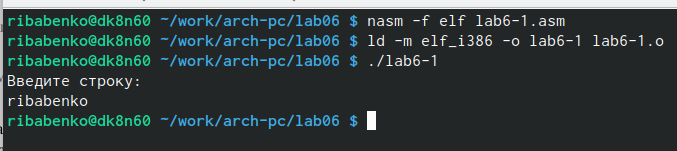 ribabenko@dk8n60 ~/work/arch-pc/lab06 $ nasm -f elf lab6-1.asm
ribabenko@dk8n60 ~/work/arch-pc/lab06 $ ld -m elf_i386 -o lab6-1 lab6-1.o
ribabenko@dk8n60 ~/work/arch-pc/lab06 $ ./lab6-1
Введите строку:
ribabenko
ribabenko@dk8n60 ~/work/arch-pc/lab06 $